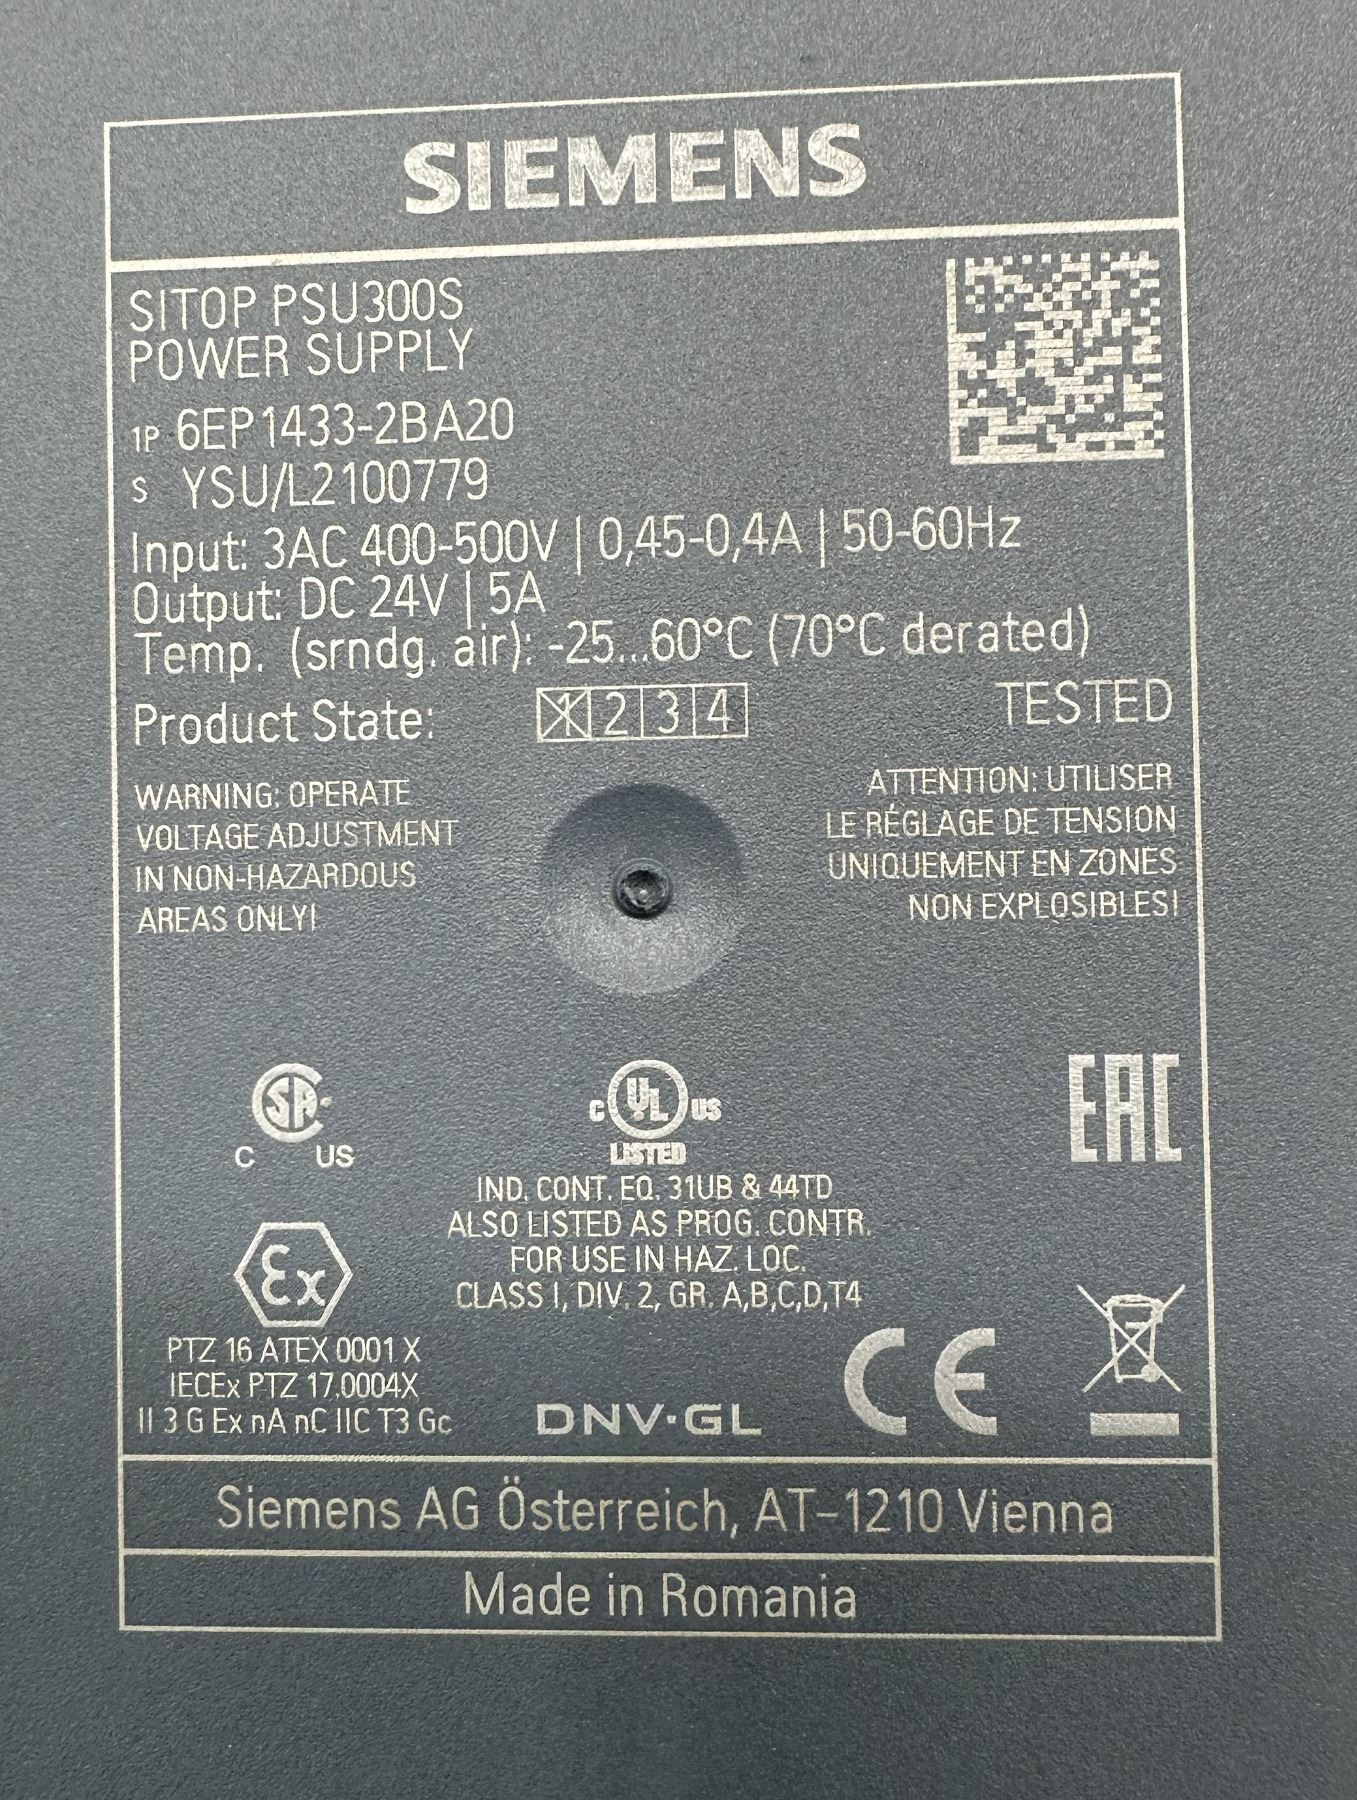 SIEMENS
SITOP PSU300S
POWER SUPPLY
1P 6EP1433-2BA20
S YSU/L2100779
Input: 3AC 400-500V | 0,45-0,4A | 50-60Hz
Output: DC 24V | 5A
Temp. (srndg. air): -25...60°C (70°C derated)
Product State: 1 2 3 4
TESTED
WARNING: OPERATE
VOLTAGE ADJUSTMENT
IN NON-HAZARDOUS
AREAS ONLY!
ATTENTION: UTILISER
LE RÉGLAGE DE TENSION
UNIQUEMENT EN ZONES
NON EXPLOSIBLES!
SA
C US
C UL US
LISTED
EAC
IND. CONT. EQ. 31UB & 44TD
ALSO LISTED AS PROG. CONTR.
FOR USE IN HAZ. LOC.
CLASS I, DIV. 2, GR. A,B,C,D,T4
Ex
PTZ 16 ATEX 0001 X
IECEx PTZ 17.0004X
II 3 G Ex nA nC IIC T3 Gc
DNV·GL
CE
Siemens AG Österreich, AT-1210 Vienna
Made in Romania